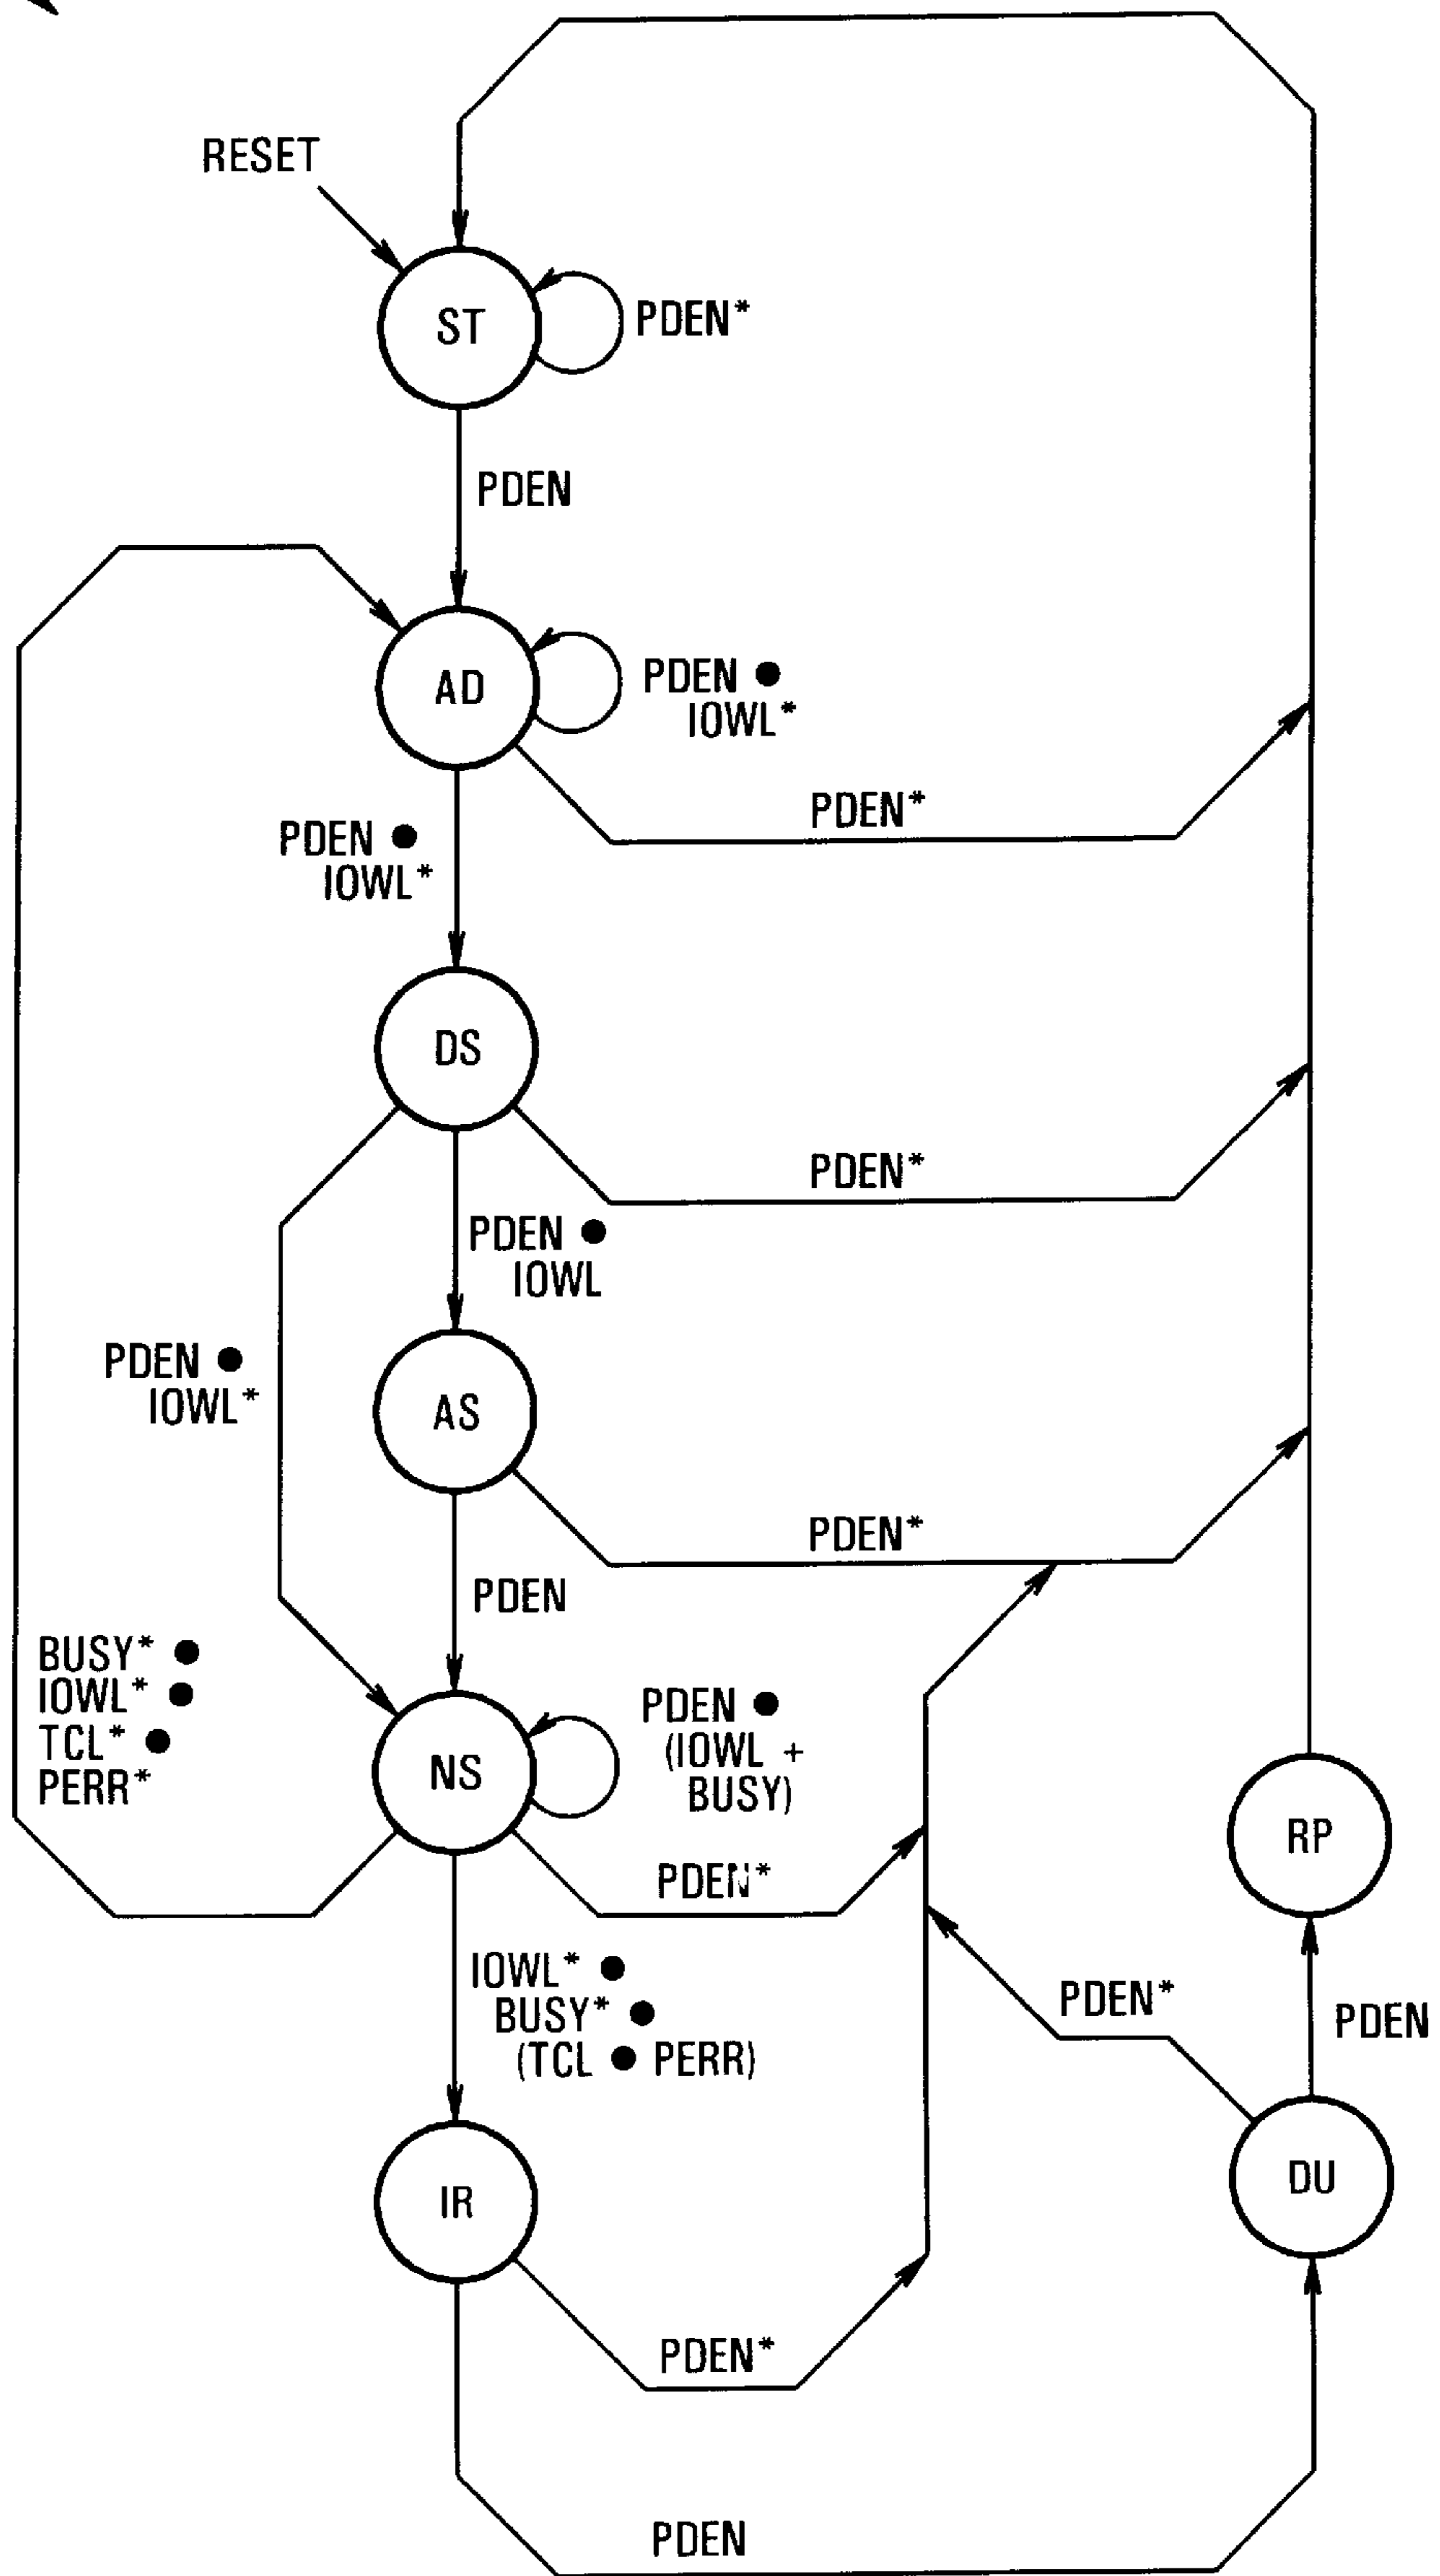 RESET
ST
PDEN*
PDEN
AD
PDEN ●
IOWL*
PDEN*
PDEN ●
IOWL*
DS
PDEN*
PDEN ●
IOWL
PDEN ●
IOWL*
AS
PDEN*
PDEN
BUSY* ●
IOWL* ●
TCL* ●
PERR*
NS
PDEN ●
(IOWL +
BUSY)
RP
PDEN*
IOWL* ●
BUSY* ●
(TCL ● PERR)
PDEN*
PDEN
DU
IR
PDEN*
PDEN